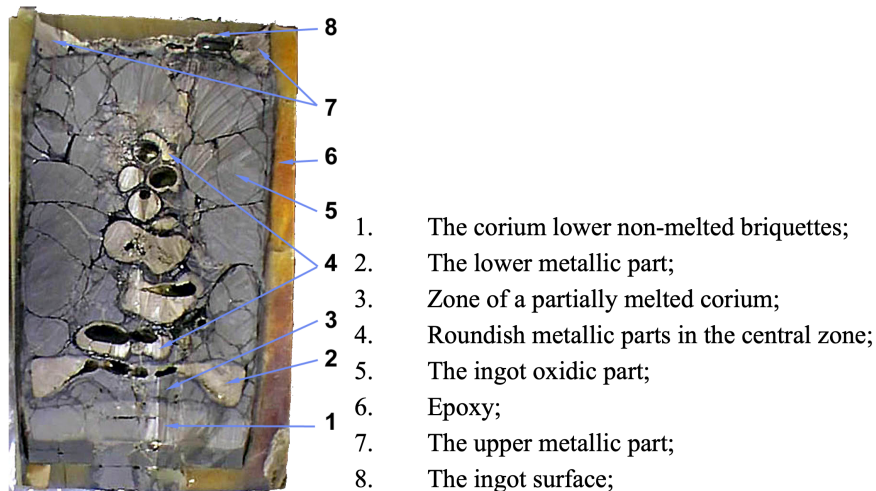 8
7
6
5
4
3
2
1
1. The corium lower non-melted briquettes;
2. The lower metallic part;
3. Zone of a partially melted corium;
4. Roundish metallic parts in the central zone;
5. The ingot oxidic part;
6. Epoxy;
7. The upper metallic part;
8. The ingot surface;